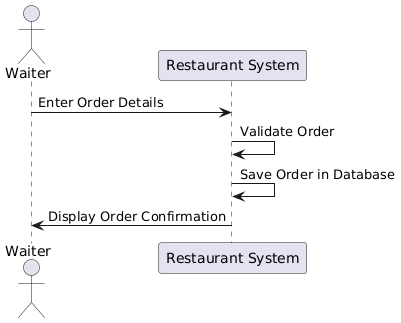 Waiter
Restaurant System
Enter Order Details
Validate Order
Save Order in Database
Display Order Confirmation
Waiter
Restaurant System